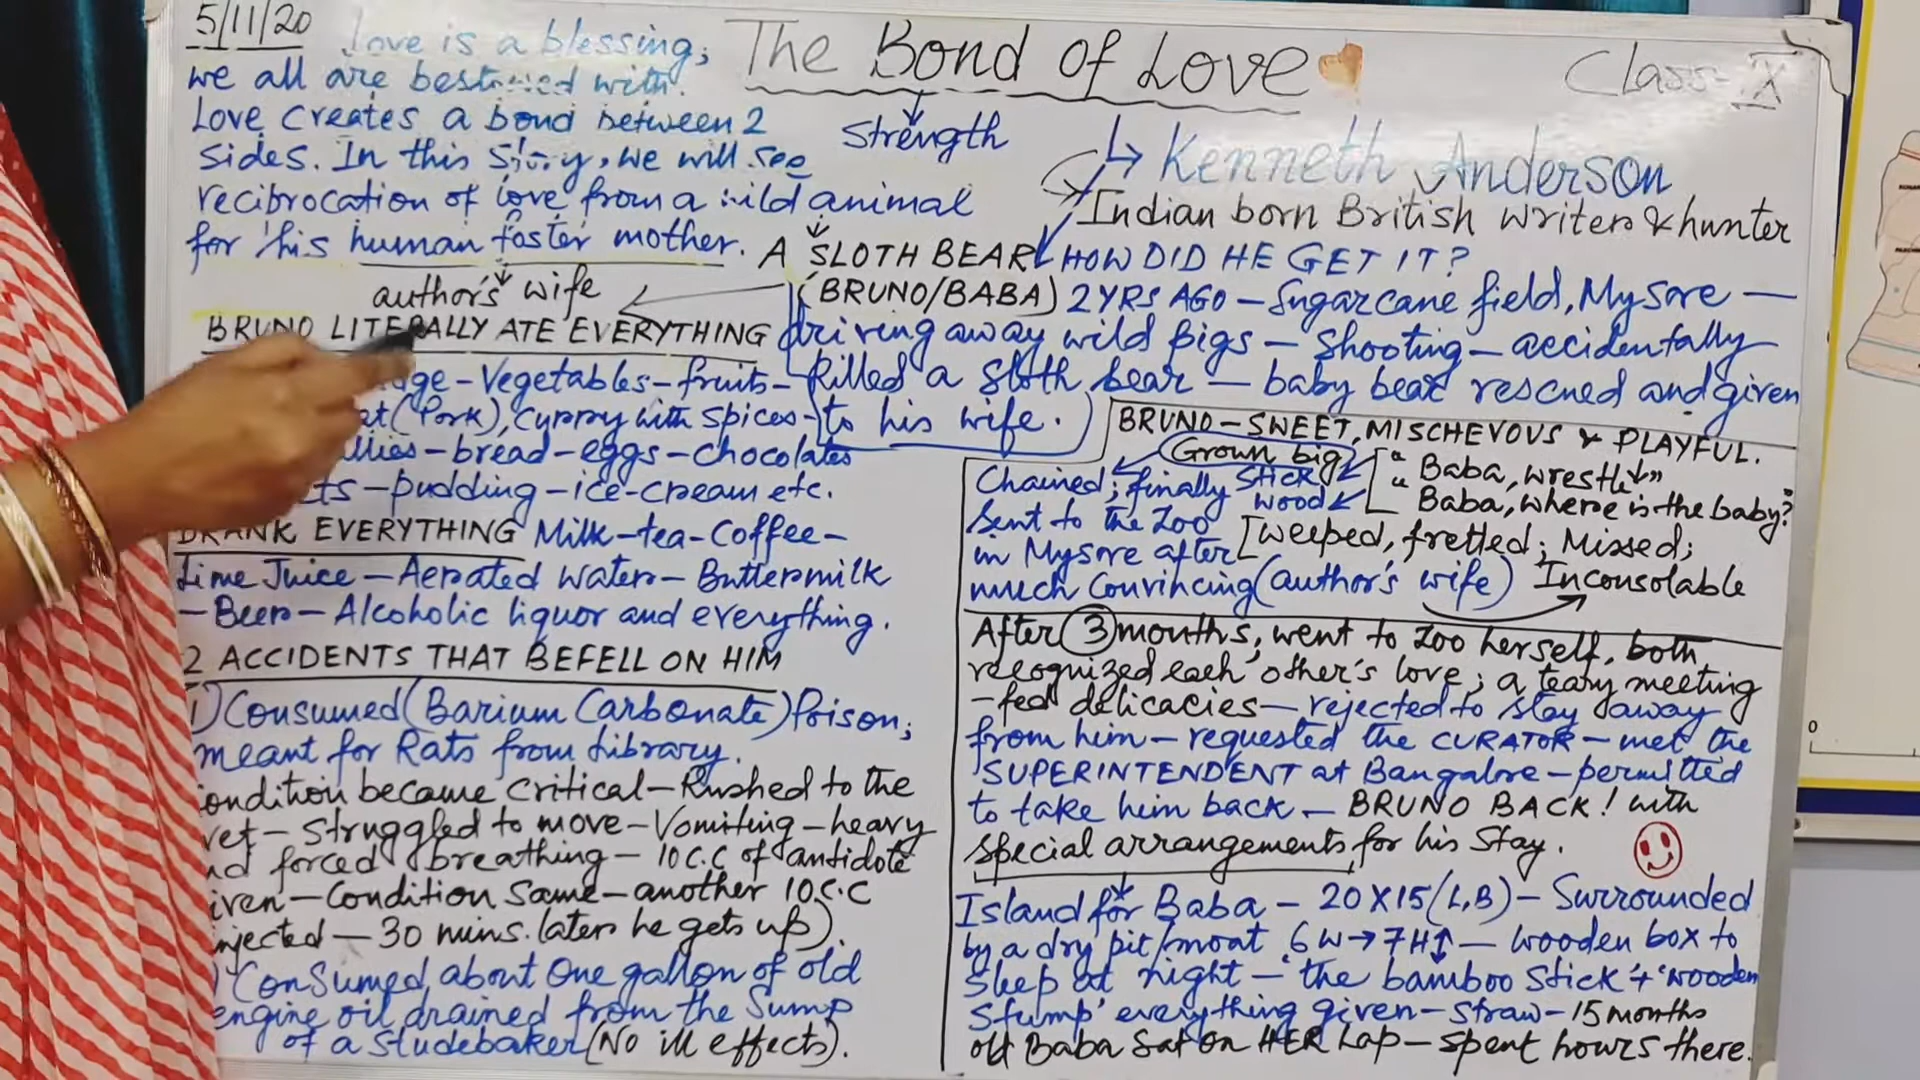 5/11/20
Love is a blessing;
we all are bestowed with.
Love creates a bond between 2
sides. In this story, we will see
reciprocation of love from a wild animal
for his human foster mother.
author's wife
The Bond of Love
Class-IX
Strength
Kenneth Anderson
Indian born British writer & hunter
A SLOTH BEAR HOW DID HE GET IT?
(BRUNO/BABA) 2 YRS AGO - Sugarcane field, Mysore -
driving away wild pigs - Shooting - accidentally
killed a sloth bear - baby bear rescued and given
to his wife.
BRUNO LITERALLY ATE EVERYTHING
- Vegetables - fruits -
(Pork), curry with spices -
- bread - eggs - chocolates
- pudding - ice-cream etc.
DRANK EVERYTHING Milk - tea - Coffee -
Lime Juice - Aerated water - Buttermilk
- Beer - Alcoholic liquor and everything.
2 ACCIDENTS THAT BEFELL ON HIM
1) Consumed (Barium Carbonate) Poison;
meant for Rats from Library.
ondition became critical - Rushed to the
vet - struggled to move - Vomiting - heavy
nd forced breathing - 10 C.C of antidote
iven - Condition same - another 10 C.C
njected - 30 mins. later he gets up).
) Consumed about One gallon of old
engine oil drained from the Sump
of a Studebaker (No ill effects).
BRUNO - SWEET, MISCHEVOUS & PLAYFUL.
Grown big
Stick "Baba, wrestle"
wood "Baba, where is the baby?"
Chained; finally
Sent to the Zoo
in Mysore after [weeped, fretted; Missed;
much Convincing (author's wife) Inconsolable
After 3 months, went to Zoo herself, both
recognized each other's love; a teary meeting
- fed delicacies - rejected to stay away
from him - requested the CURATOR - met the
SUPERINTENDENT at Bangalore - permitted
to take him back - BRUNO BACK! with
special arrangements for his Stay.
Island for Baba - 20 X 15 (L, B) - Surrounded
by a dry pit/moat 6 W → 7 H ↕ - wooden box to
Sleep at night - 'the bamboo stick' + 'wooden
stump' everything given - straw - 15 months
old Baba Sat on HER Lap - spent hours there.